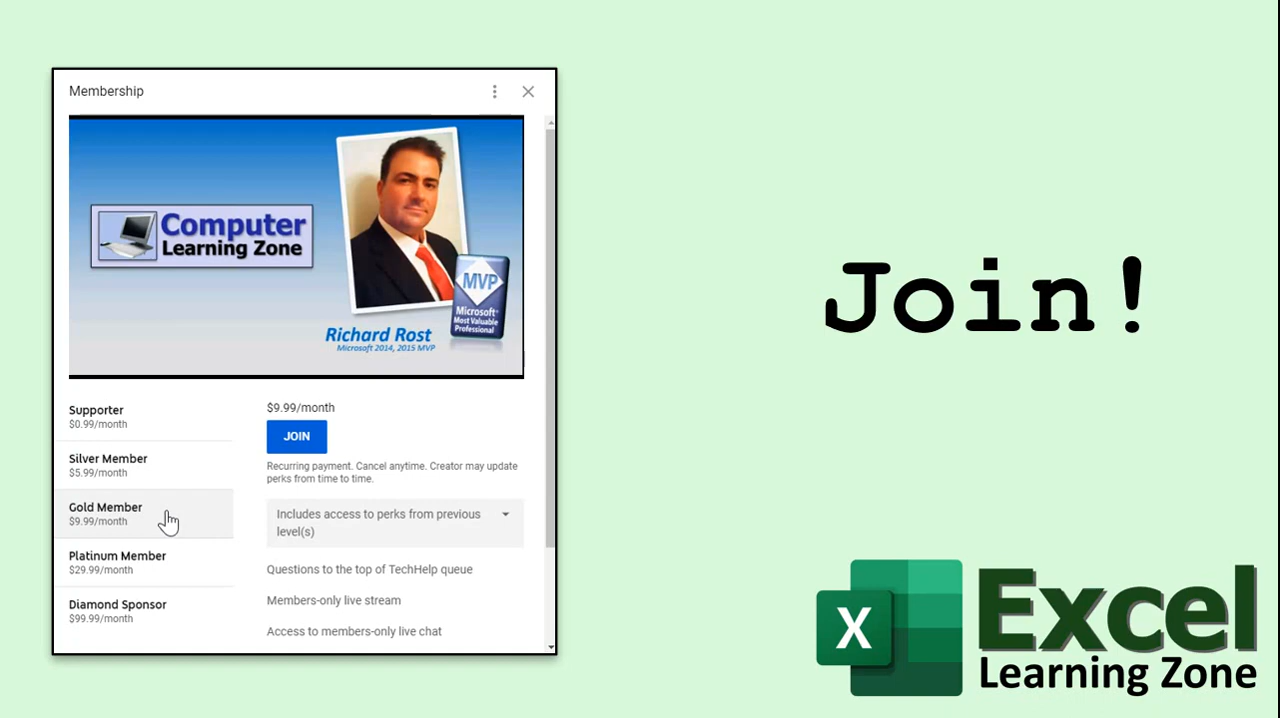 Membership
Computer
Learning Zone
MVP
Microsoft®
Most Valuable
Professional
Richard Rost
Microsoft 2014, 2015 MVP
Supporter
$0.99/month
Silver Member
$5.99/month
Gold Member
$9.99/month
Platinum Member
$29.99/month
Diamond Sponsor
$99.99/month
$9.99/month
JOIN
Recurring payment. Cancel anytime. Creator may update
perks from time to time.
Includes access to perks from previous
level(s)
Questions to the top of TechHelp queue
Members-only live stream
Access to members-only live chat
Join!
X
Excel
Learning Zone